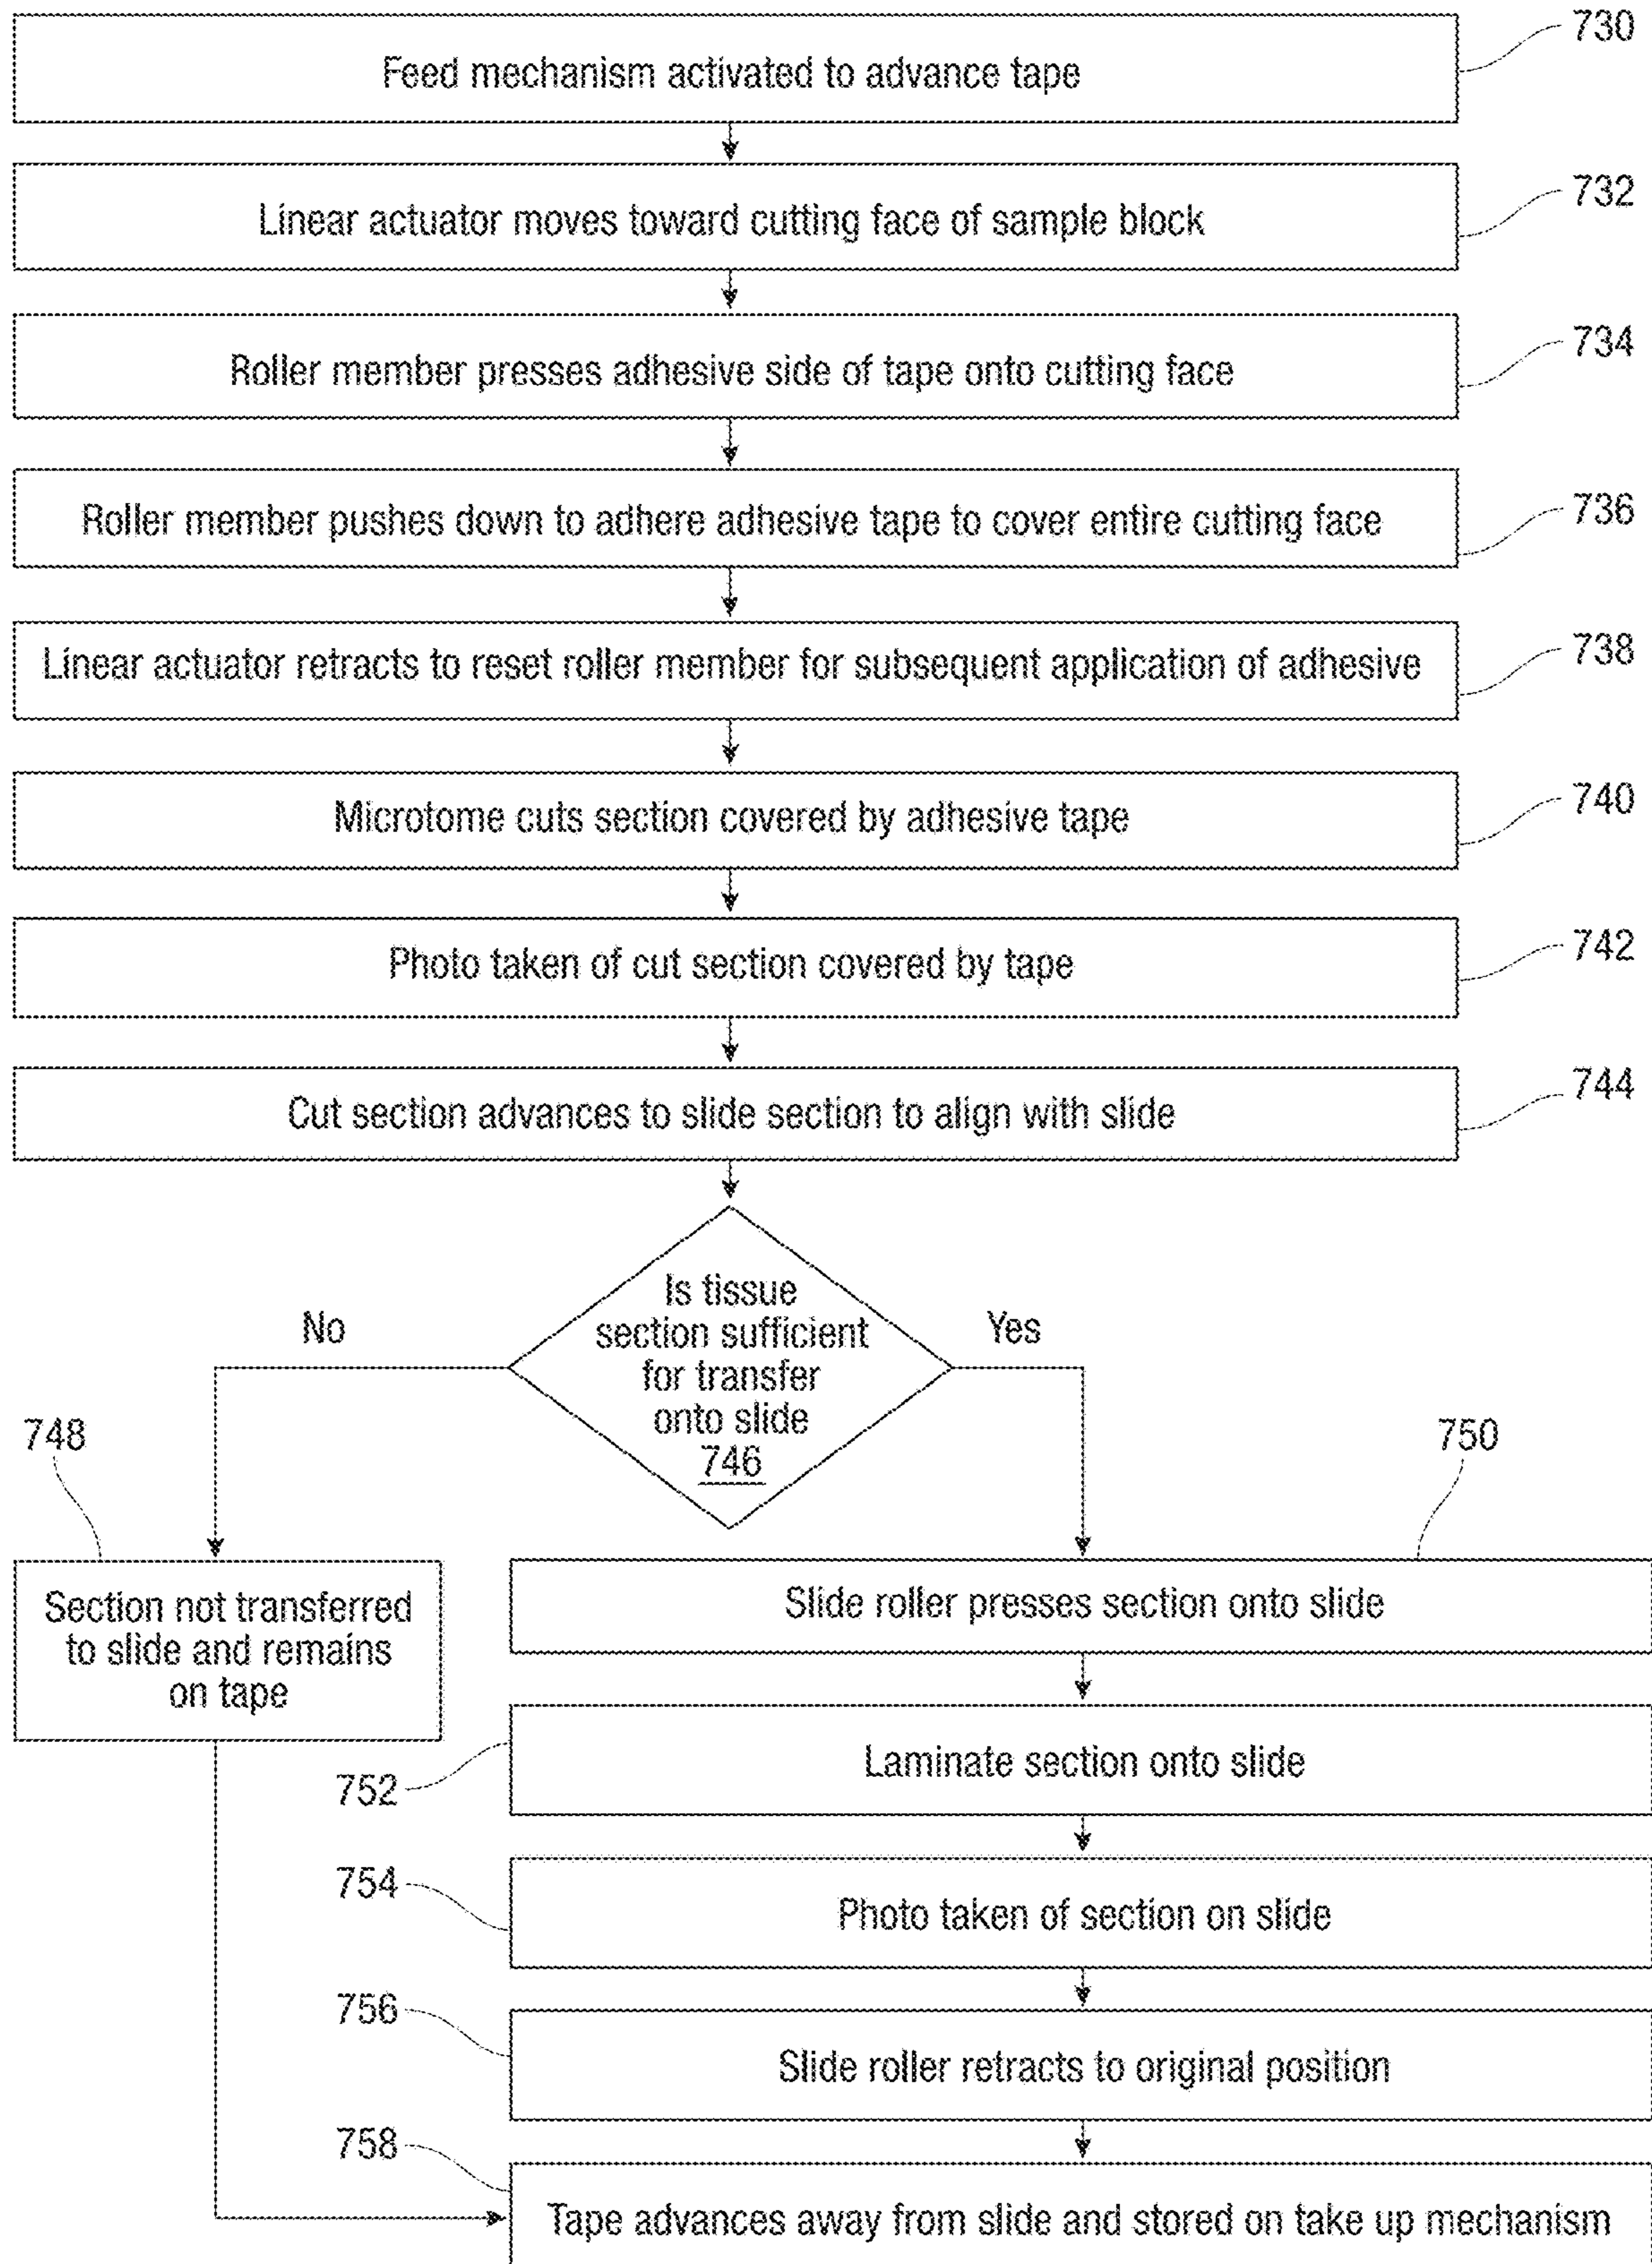 Feed mechanism activated to advance tape
730
Linear actuator moves toward cutting face of sample block
732
Roller member presses adhesive side of tape onto cutting face
734
Roller member pushes down to adhere adhesive tape to cover entire cutting face
736
Linear actuator retracts to reset roller member for subsequent application of adhesive
738
Microtome cuts section covered by adhesive tape
740
Photo taken of cut section covered by tape
742
Cut section advances to slide section to align with slide
744
Is tissue
section sufficient
for transfer
onto slide
746
No
Yes
748
Section not transferred
to slide and remains
on tape
750
Slide roller presses section onto slide
752
Laminate section onto slide
754
Photo taken of section on slide
756
Slide roller retracts to original position
758
Tape advances away from slide and stored on take up mechanism